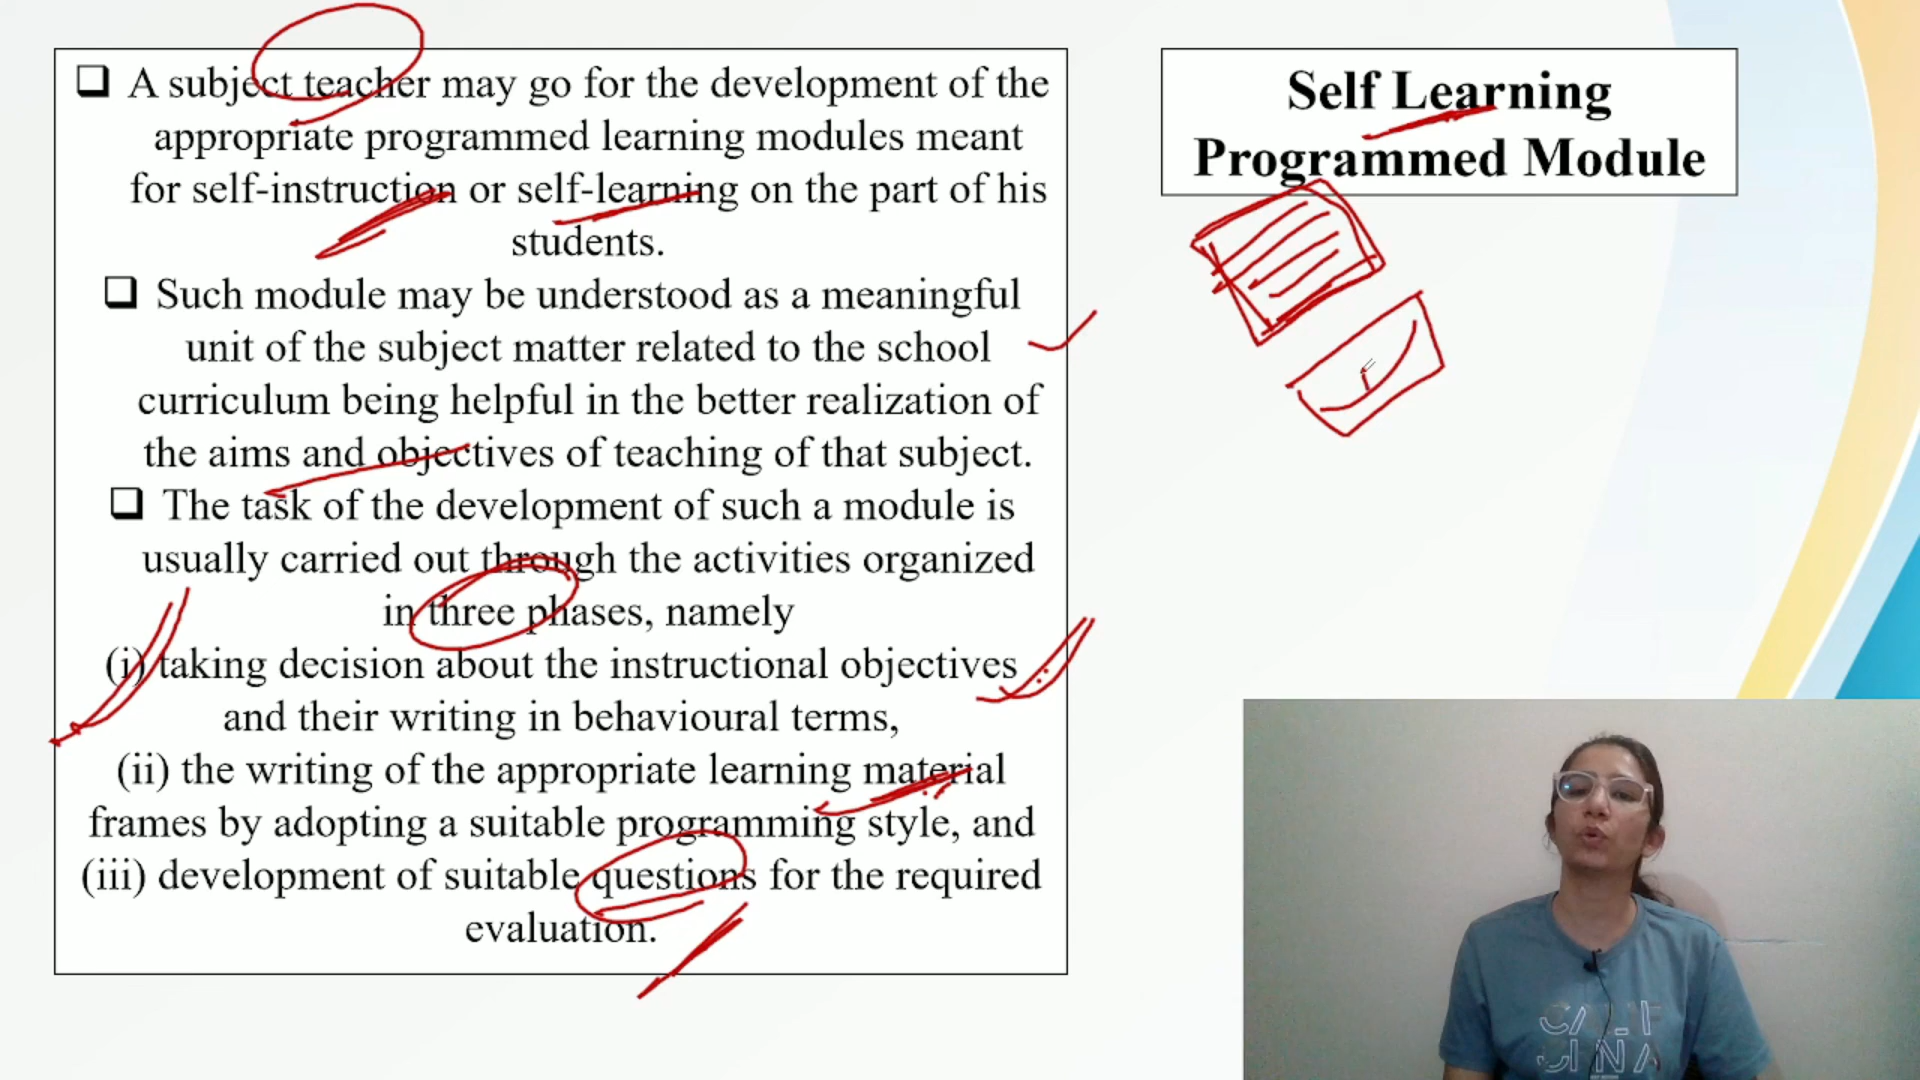 ❑ A subject teacher may go for the development of the
appropriate programmed learning modules meant
for self-instruction or self-learning on the part of his
students.
❑ Such module may be understood as a meaningful
unit of the subject matter related to the school
curriculum being helpful in the better realization of
the aims and objectives of teaching of that subject.
❑ The task of the development of such a module is
usually carried out through the activities organized
in three phases, namely
(i) taking decision about the instructional objectives
and their writing in behavioural terms,
(ii) the writing of the appropriate learning material
frames by adopting a suitable programming style, and
(iii) development of suitable questions for the required
evaluation.
Self Learning
Programmed Module